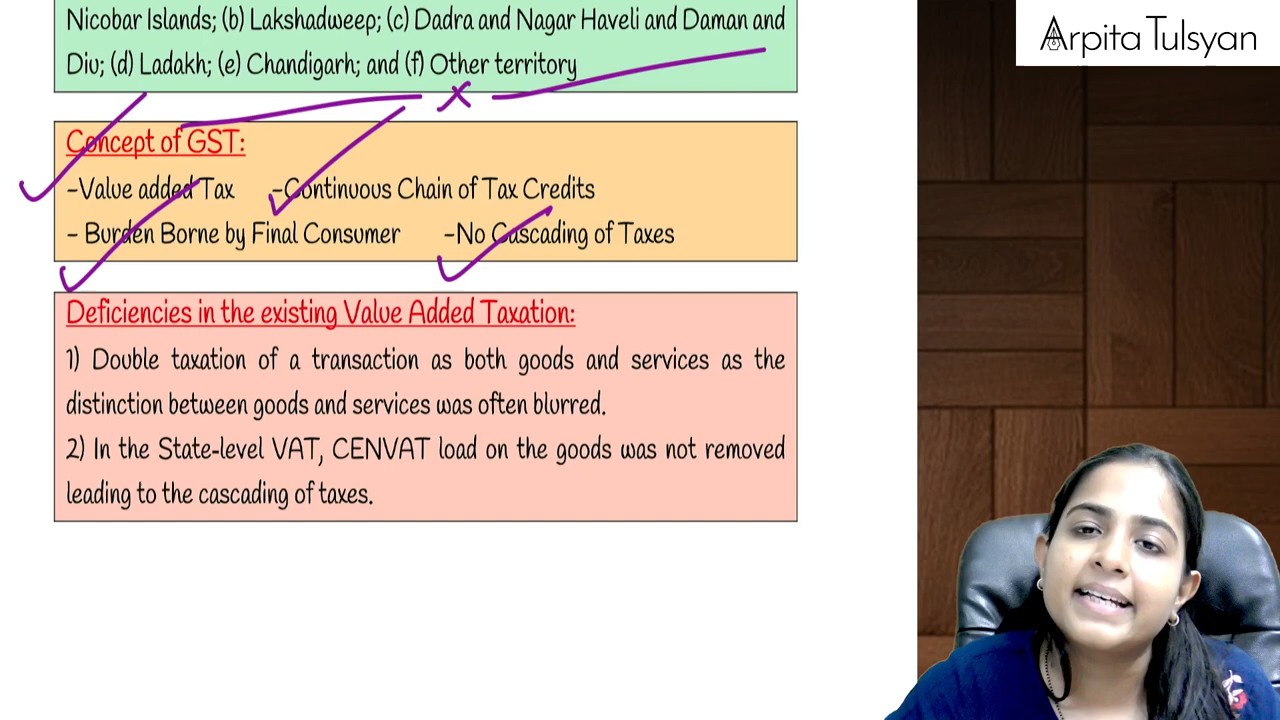 Nicobar Islands; (b) Lakshadweep; (c) Dadra and Nagar Haveli and Daman and
Diu; (d) Ladakh; (e) Chandigarh; and (f) Other territory
Arpita Tulsyan
Concept of GST:
-Value added Tax -Continuous Chain of Tax Credits
- Burden Borne by Final Consumer -No Cascading of Taxes
Deficiencies in the existing Value Added Taxation:
1) Double taxation of a transaction as both goods and services as the
distinction between goods and services was often blurred.
2) In the State-level VAT, CENVAT load on the goods was not removed
leading to the cascading of taxes.